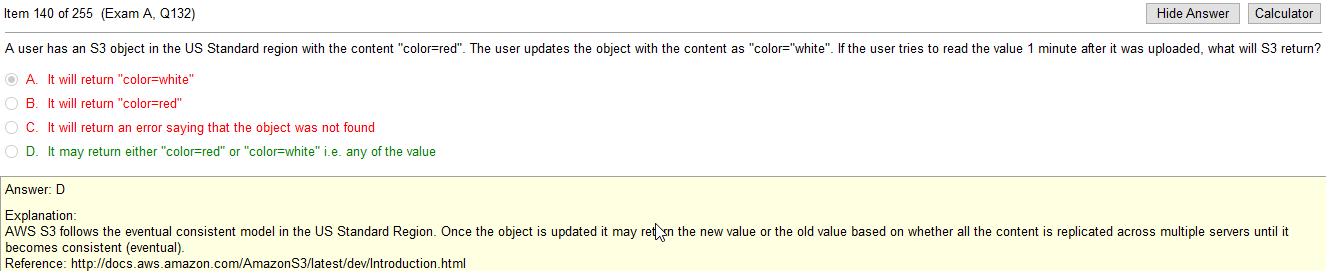 Item 140 of 255 (Exam A, Q132)
Hide Answer
Calculator
A user has an S3 object in the US Standard region with the content "color=red". The user updates the object with the content as "color="white". If the user tries to read the value 1 minute after it was uploaded, what will S3 return?
A. It will return "color=white"
B. It will return "color=red"
C. It will return an error saying that the object was not found
D. It may return either "color=red" or "color=white" i.e. any of the value
Answer: D
Explanation:
AWS S3 follows the eventual consistent model in the US Standard Region. Once the object is updated it may return the new value or the old value based on whether all the content is replicated across multiple servers until it
becomes consistent (eventual).
Reference: http://docs.aws.amazon.com/AmazonS3/latest/dev/Introduction.html